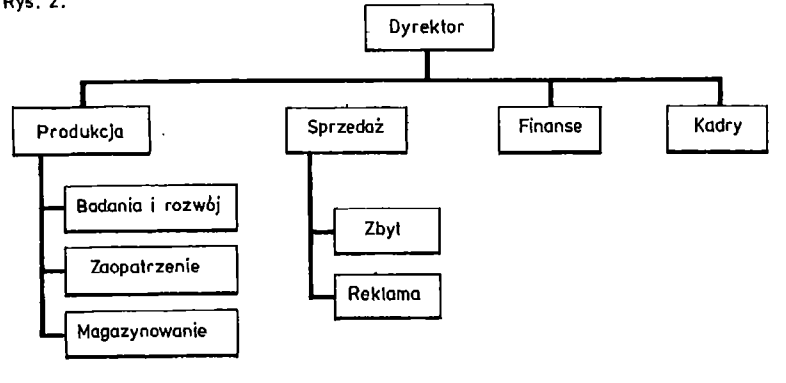 Rys. 2.
Dyrektor
Produkcja
Sprzedaż
Finanse
Kadry
Badania i rozwój
Zaopatrzenie
Magazynowanie
Zbyt
Reklama